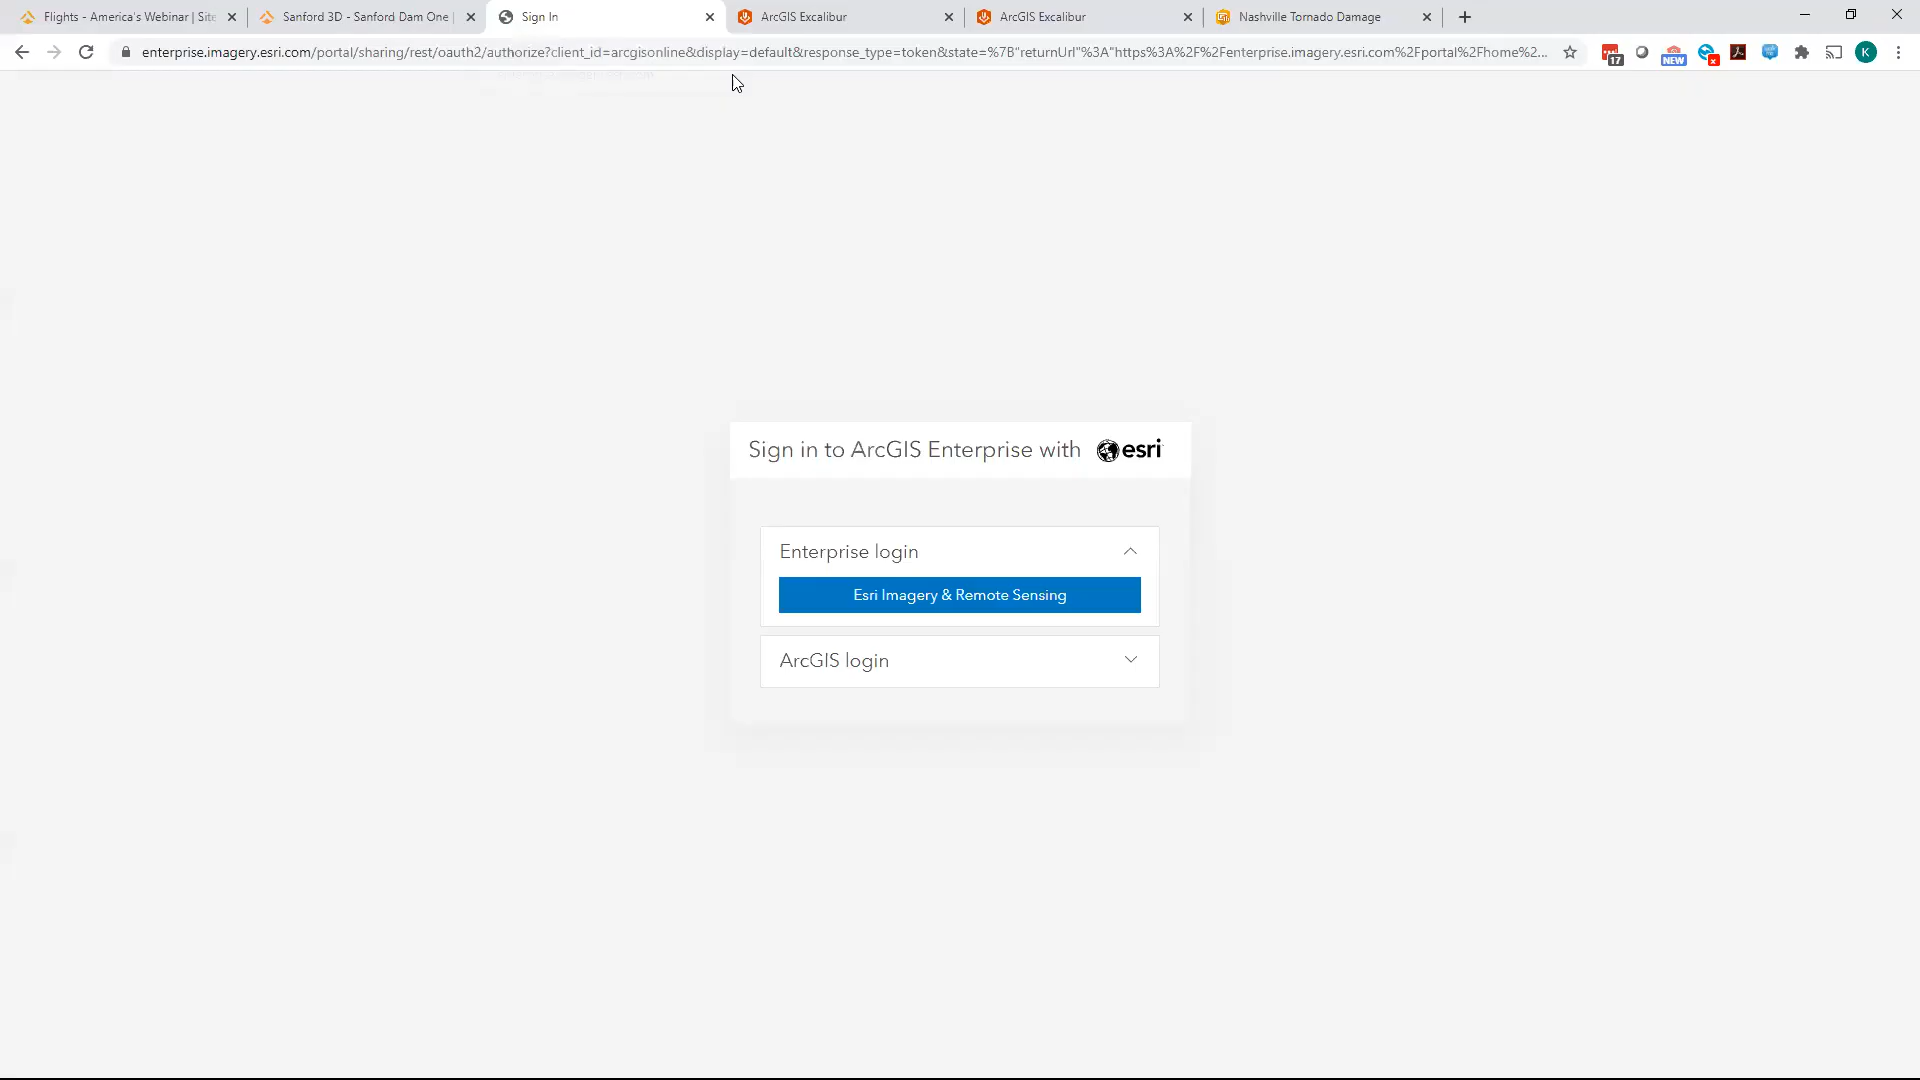 Flights - America's Webinar | Site
Sanford 3D - Sanford Dam One |
Sign In
ArcGIS Excalibur
ArcGIS Excalibur
Nashville Tornado Damage
enterprise.imagery.esri.com/portal/sharing/rest/oauth2/authorize?client_id=arcgisonline&display=default&response_type=token&state=%7B"returnUrl"%3A"https%3A%2F%2Fenterprise.imagery.esri.com%2Fportal%2Fhome%2...
17
NEW
K
Sign in to ArcGIS Enterprise with esri
Enterprise login
Esri Imagery & Remote Sensing
ArcGIS login